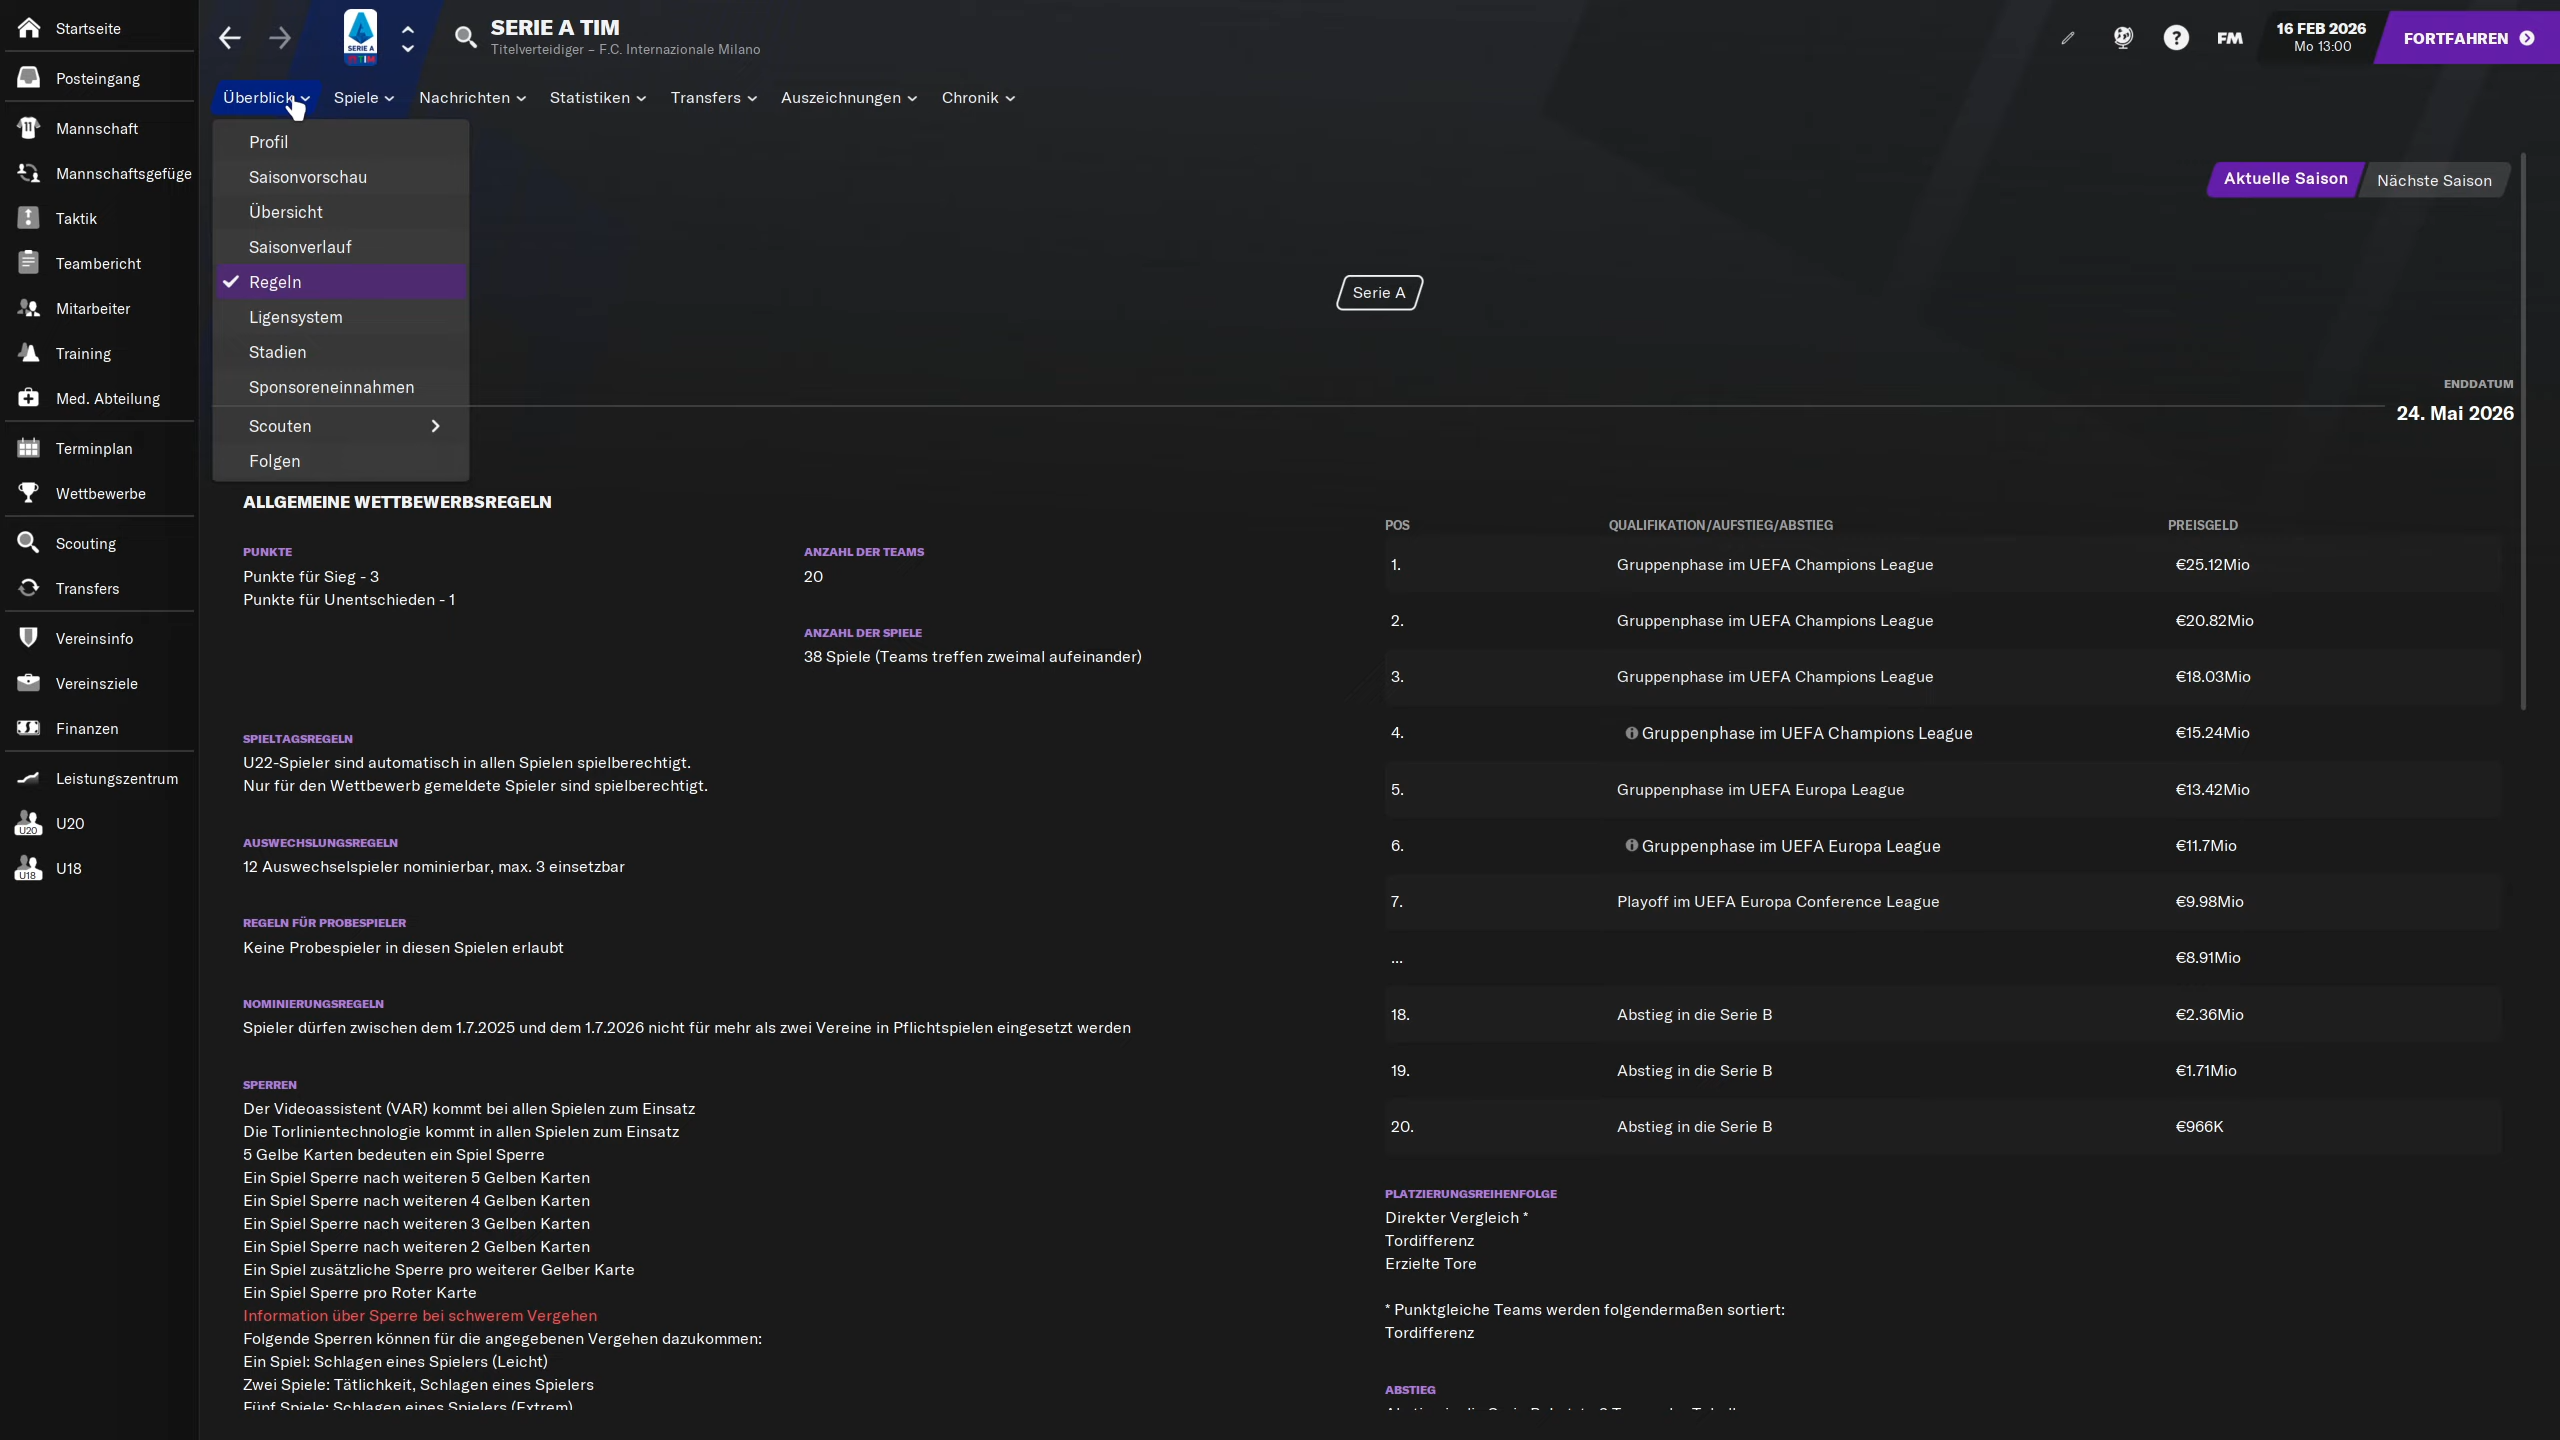 Startseite
Posteingang
Mannschaft
Mannschaftsgefüge
Taktik
Teambericht
Mitarbeiter
Training
Med. Abteilung
Terminplan
Wettbewerbe
Scouting
Transfers
Vereinsinfo
Vereinsziele
Finanzen
Leistungszentrum
U20
U20
U18
U18
SERIE A
TIM
SERIE A TIM
Titelverteidiger – F.C. Internazionale Milano
FM
16 FEB 2026
Mo 13:00
FORTFAHREN
Überblick
Spiele
Nachrichten
Statistiken
Transfers
Auszeichnungen
Chronik
Profil
Saisonvorschau
Übersicht
Saisonverlauf
Regeln
Ligensystem
Stadien
Sponsoreneinnahmen
Scouten
Folgen
Aktuelle Saison
Nächste Saison
Serie A
ENDDATUM
24. Mai 2026
ALLGEMEINE WETTBEWERBSREGELN
PUNKTE
Punkte für Sieg - 3
Punkte für Unentschieden - 1
ANZAHL DER TEAMS
20
ANZAHL DER SPIELE
38 Spiele (Teams treffen zweimal aufeinander)
SPIELTAGSREGELN
U22-Spieler sind automatisch in allen Spielen spielberechtigt.
Nur für den Wettbewerb gemeldete Spieler sind spielberechtigt.
AUSWECHSLUNGSREGELN
12 Auswechselspieler nominierbar, max. 3 einsetzbar
REGELN FÜR PROBESPIELER
Keine Probespieler in diesen Spielen erlaubt
NOMINIERUNGSREGELN
Spieler dürfen zwischen dem 1.7.2025 und dem 1.7.2026 nicht für mehr als zwei Vereine in Pflichtspielen eingesetzt werden
SPERREN
Der Videoassistent (VAR) kommt bei allen Spielen zum Einsatz
Die Torlinientechnologie kommt in allen Spielen zum Einsatz
5 Gelbe Karten bedeuten ein Spiel Sperre
Ein Spiel Sperre nach weiteren 5 Gelben Karten
Ein Spiel Sperre nach weiteren 4 Gelben Karten
Ein Spiel Sperre nach weiteren 3 Gelben Karten
Ein Spiel Sperre nach weiteren 2 Gelben Karten
Ein Spiel zusätzliche Sperre pro weiterer Gelber Karte
Ein Spiel Sperre pro Roter Karte
Information über Sperre bei schwerem Vergehen
Folgende Sperren können für die angegebenen Vergehen dazukommen:
Ein Spiel: Schlagen eines Spielers (Leicht)
Zwei Spiele: Tätlichkeit, Schlagen eines Spielers
Fünf Spiele: Schlagen eines Spielers (Extrem)
POS QUALIFIKATION/AUFSTIEG/ABSTIEG PREISGELD
1. Gruppenphase im UEFA Champions League €25.12Mio
2. Gruppenphase im UEFA Champions League €20.82Mio
3. Gruppenphase im UEFA Champions League €18.03Mio
4. Gruppenphase im UEFA Champions League €15.24Mio
5. Gruppenphase im UEFA Europa League €13.42Mio
6. Gruppenphase im UEFA Europa League €11.7Mio
7. Playoff im UEFA Europa Conference League €9.98Mio
... €8.91Mio
18. Abstieg in die Serie B €2.36Mio
19. Abstieg in die Serie B €1.71Mio
20. Abstieg in die Serie B €966K
PLATZIERUNGSREIHENFOLGE
Direkter Vergleich *
Tordifferenz
Erzielte Tore
* Punktgleiche Teams werden folgendermaßen sortiert:
Tordifferenz
ABSTIEG